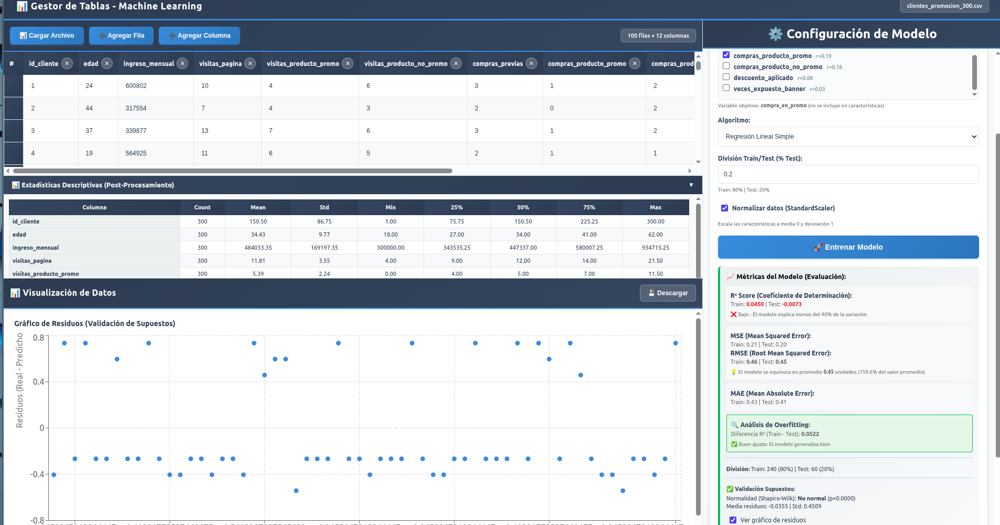 📊 Gestor de Tablas - Machine Learning
clientes_promocion_300.csv
📊 Cargar Archivo
➕ Agregar Fila
➕ Agregar Columna
100 filas × 12 columnas
# id_cliente × edad × ingreso_mensual × visitas_pagina × visitas_producto_promo × visitas_producto_no_promo × compras_previas × compras_producto_promo ×
1 24 600802 10 4 6 3 1 2
2 44 317554 7 4 3 2 0 2
3 37 339877 13 7 6 3 1 2
4 19 564925 11 6 5 2 1 1
📊 Estadísticas Descriptivas (Post-Procesamiento) ▼
Columna Count Mean Std Min 25% 50% 75% Max
id_cliente 300 150.50 86.75 1.00 75.75 150.50 225.25 300.00
edad 300 34.43 9.77 18.00 27.00 34.00 41.00 62.00
ingreso_mensual 300 484033.35 169197.35 300000.00 343535.25 447337.00 580007.25 934715.25
visitas_pagina 300 11.81 3.55 4.00 9.00 12.00 14.00 21.50
visitas_producto_promo 300 5.39 2.24 0.00 4.00 5.00 7.00 11.50
📊 Visualización de Datos
💾 Descargar
Gráfico de Residuos (Validación de Supuestos)
Residuos (Real - Predicho
0.8
0.4
0
-0.4
-0.8
⚙️ Configuración de Modelo
compras_producto_promo r=0.19
compras_producto_no_promo r=0.16
descuento_aplicado r=0.08
veces_expuesto_banner r=0.03
Variable objetivo: compra_en_promo (no se incluye en características)
Algoritmo:
Regresión Lineal Simple
División Train/Test (% Test):
0.2
Train: 80% | Test: 20%
Normalizar datos (StandardScaler)
Escala las características a media 0 y desviación 1
🚀 Entrenar Modelo
📈 Métricas del Modelo (Evaluación):
R² Score (Coeficiente de Determinación):
Train: 0.0450 | Test: -0.0073
❌ Bajo - El modelo explica menos del 40% de la variación
MSE (Mean Squared Error):
Train: 0.21 | Test: 0.20
RMSE (Root Mean Squared Error):
Train: 0.46 | Test: 0.45
💡 El modelo se equivoca en promedio 0.45 unidades (159.6% del valor promedio)
MAE (Mean Absolute Error):
Train: 0.43 | Test: 0.41
🔍 Análisis de Overfitting:
Diferencia R² (Train - Test): 0.0522
✅ Buen ajuste: El modelo generaliza bien
División: Train: 240 (80%) | Test: 60 (20%)
✅ Validación Supuestos:
Normalidad (Shapiro-Wilk): No normal (p=0.0000)
Media residuos: -0.0355 | Std: 0.4509
Ver gráfico de residuos